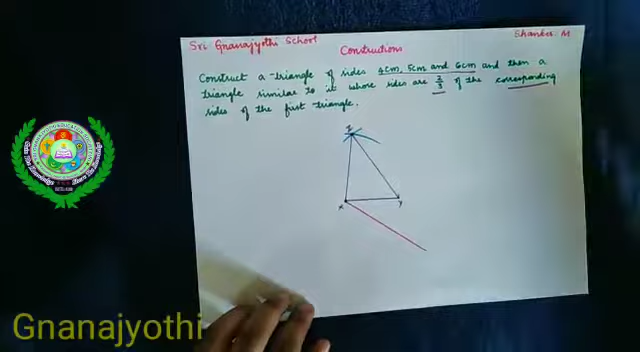 Sri Gnanajyothi School
Shanker. M
Constructions
Construct a triangle of sides 4cm, 5cm and 6cm and then a
triangle similar to it whose sides are 2/3 of the corresponding
sides of the first triangle.
Z
X
Y
Gnanajyothi